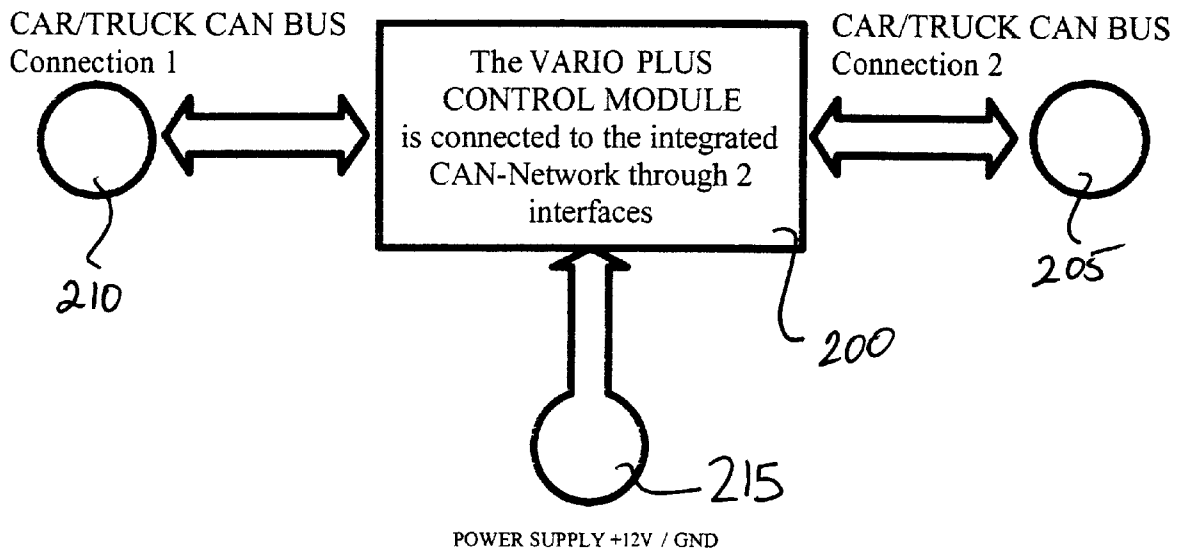 CAR/TRUCK CAN BUS
Connection 1
The VARIO PLUS
CONTROL MODULE
is connected to the integrated
CAN-Network through 2
interfaces
CAR/TRUCK CAN BUS
Connection 2
210
205
200
215
POWER SUPPLY +12V / GND